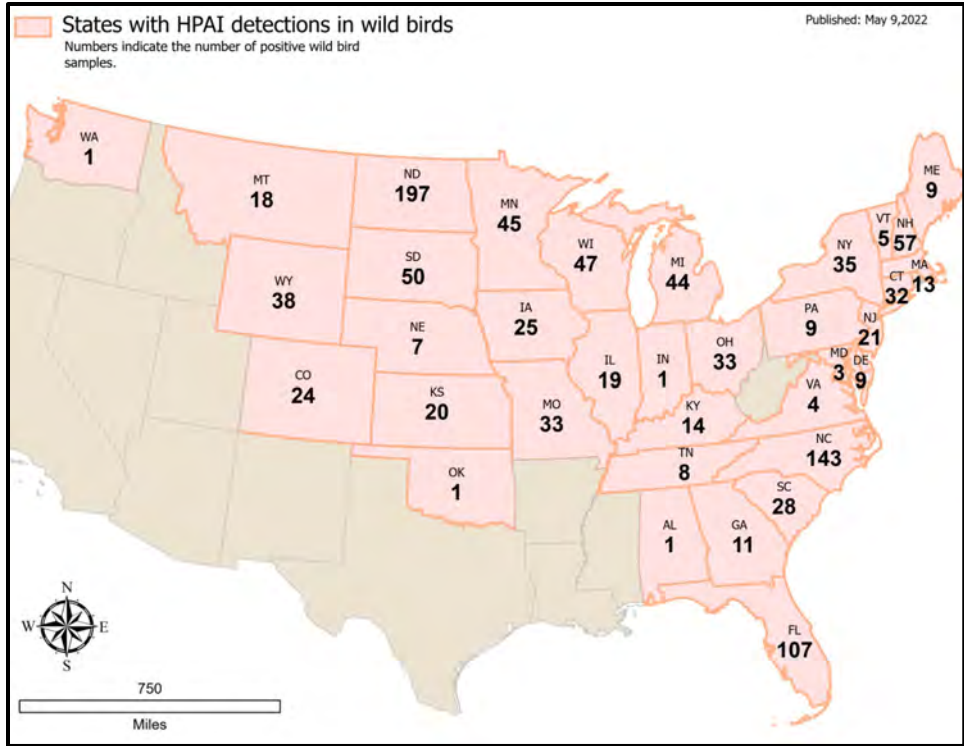 States with HPAI detections in wild birds
Numbers indicate the number of positive wild bird
samples.
Published: May 9,2022
WA
1
MT
18
ND
197
MN
45
ME
9
VT
5
NH
57
WI
47
NY
35
MA
13
SD
50
MI
44
CT
32
WY
38
IA
25
PA
9
NJ
21
NE
7
OH
33
MD
3
DE
9
IL
19
IN
1
CO
24
KS
20
MO
33
VA
4
KY
14
NC
143
TN
8
OK
1
SC
28
AL
1
GA
11
FL
107
N
W
E
S
750
Miles